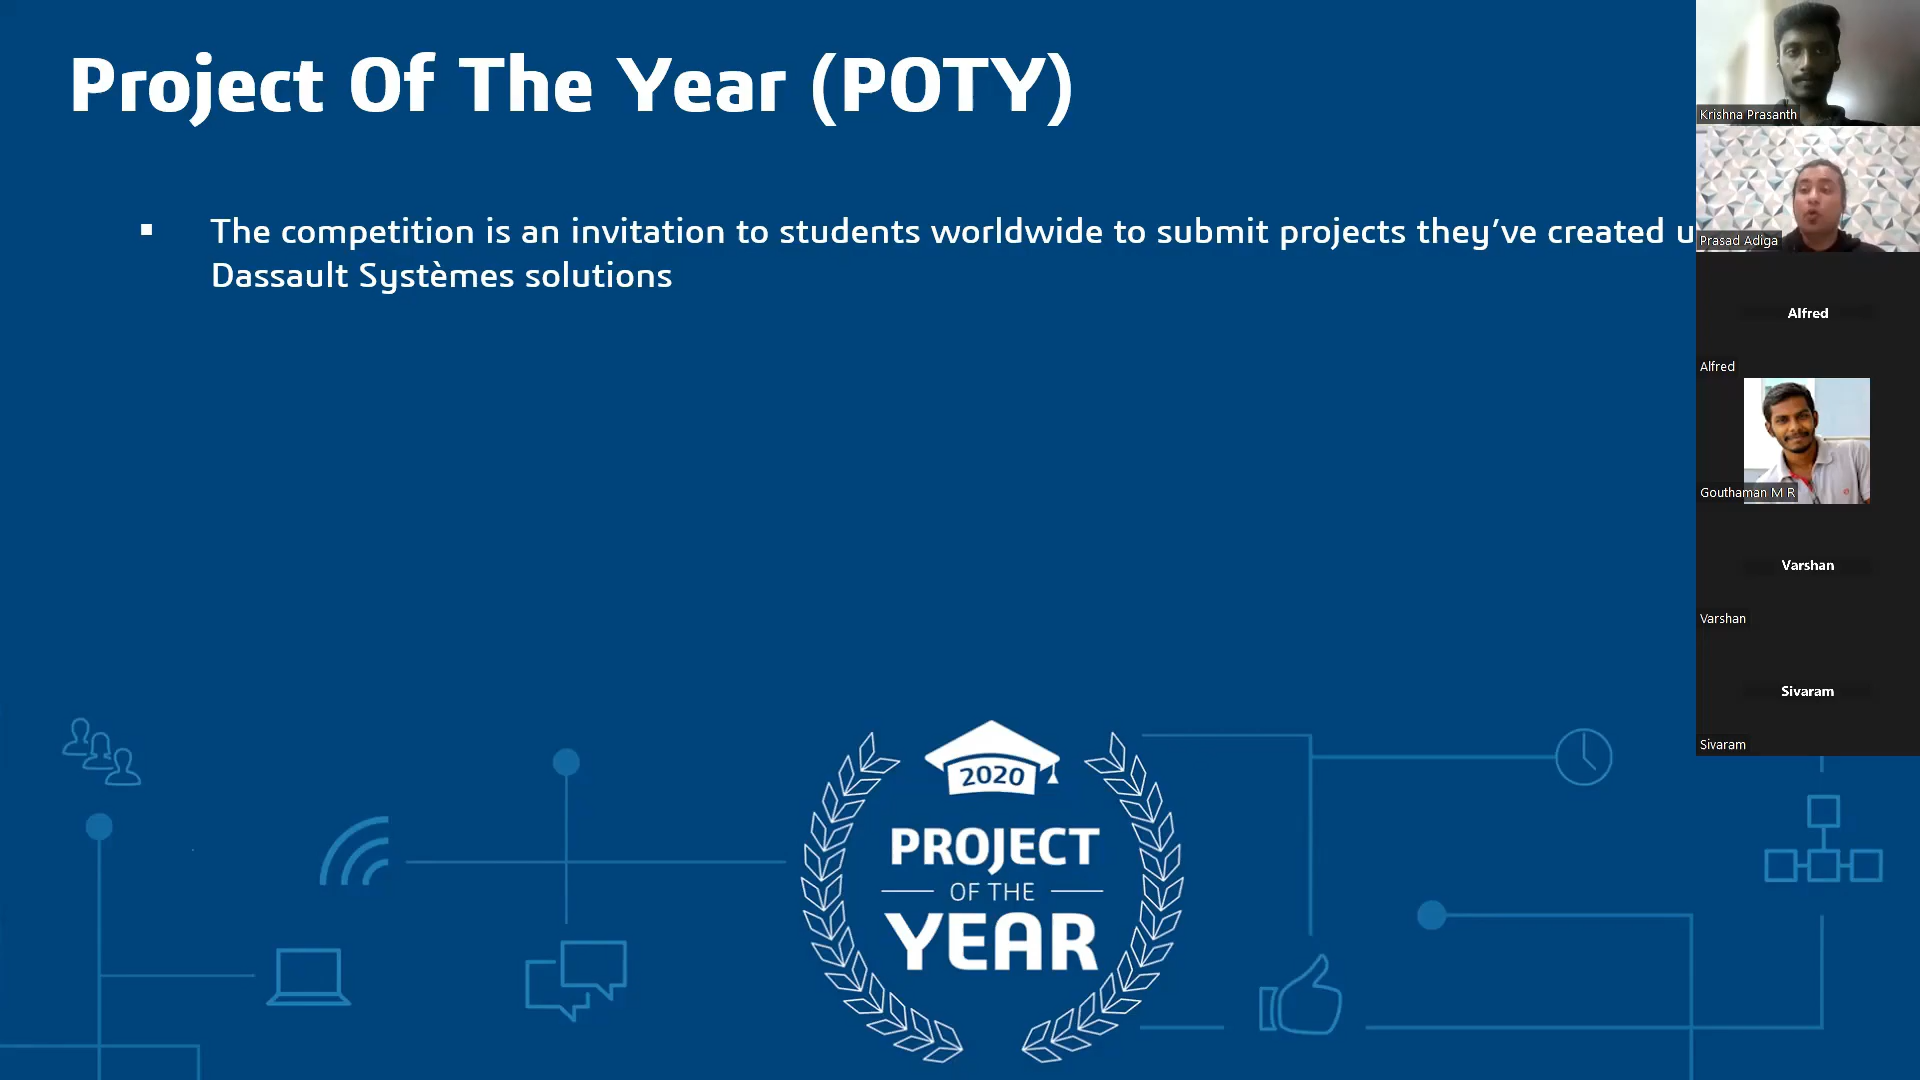 Project Of The Year (POTY)
▪ The competition is an invitation to students worldwide to submit projects they’ve created u
Dassault Systèmes solutions
Krishna Prasanth
Prasad Adiga
Alfred
Alfred
Gouthaman M R
Varshan
Varshan
Sivaram
Sivaram
2020
PROJECT
OF THE
YEAR